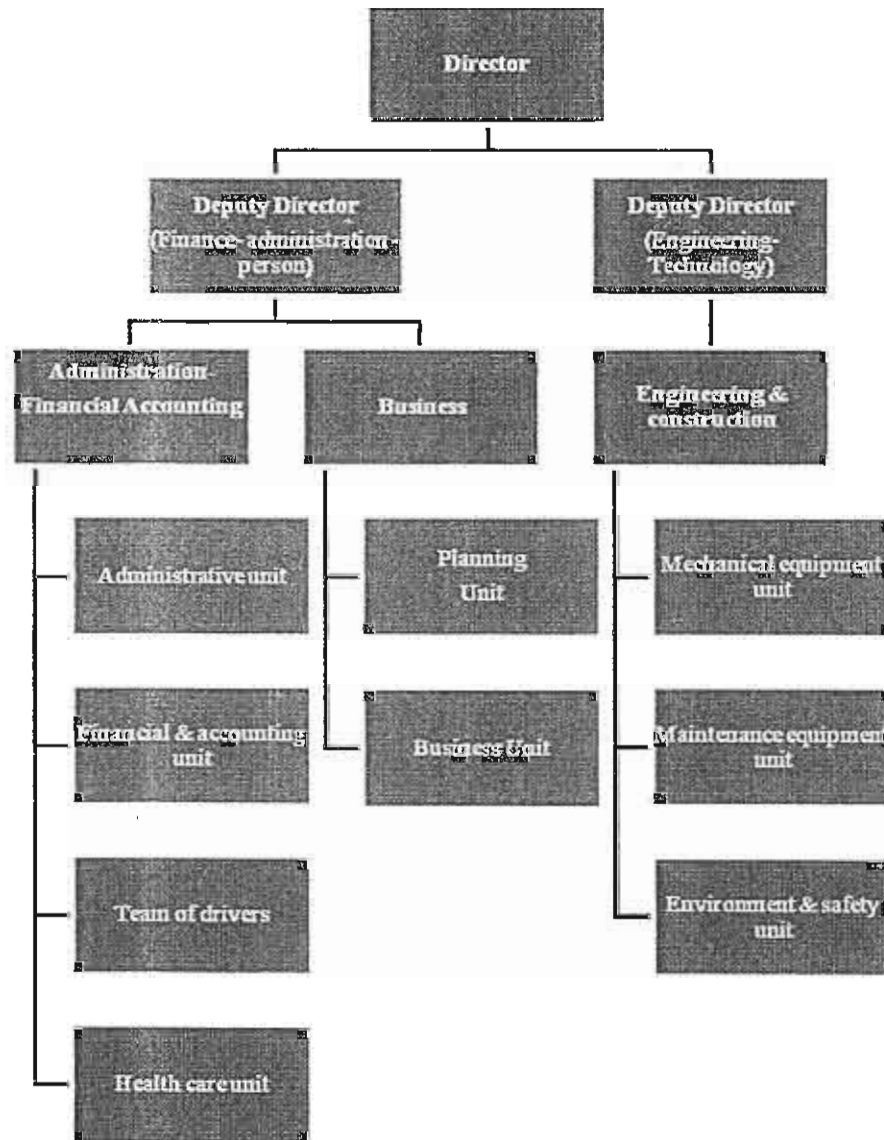 Director
Deputy Director
(Finance- administration -
person)
Deputy Director
(Engineering-
Technology)
Administration-
Financial Accounting
Business
Engineering &
construction
Administrative unit
Planning
Unit
Mechanical equipment
unit
Financial & accounting
unit
Business Unit
Maintenance equipment
unit
Team of drivers
Environment & safety
unit
Health care unit